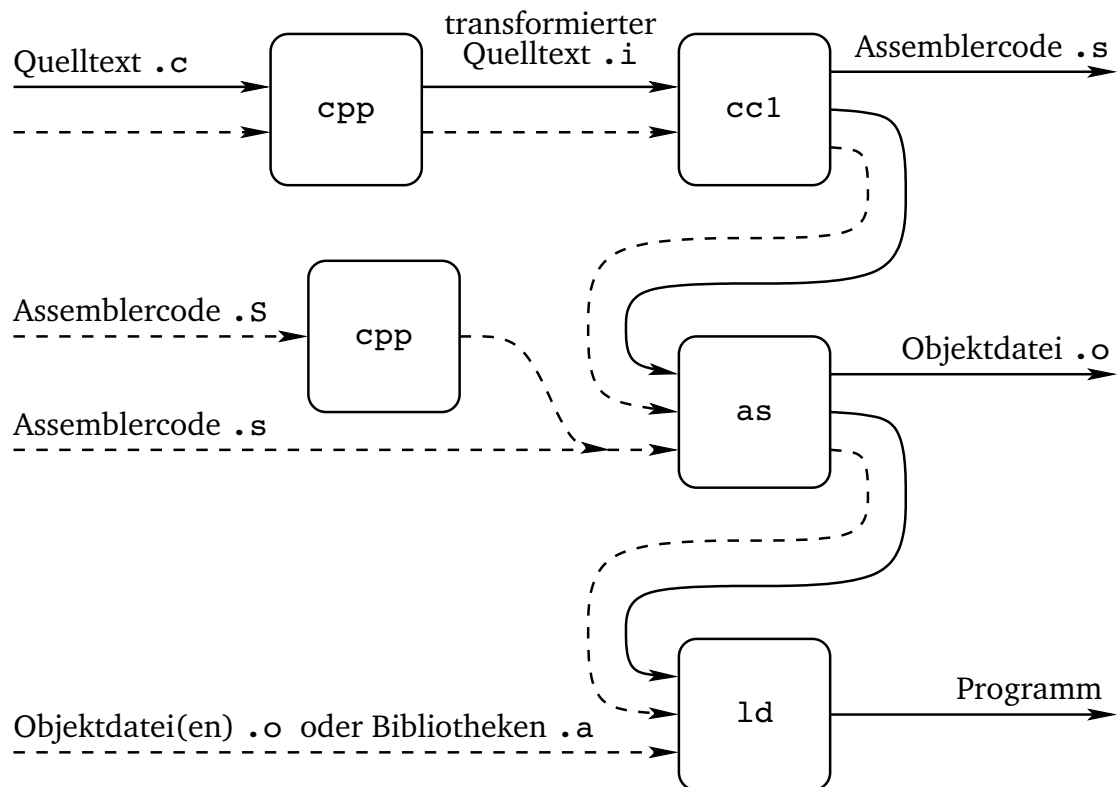 transformierter
Quelltext .c
Quelltext .i
Assemblercode .s
cpp
cc1
Assemblercode .S
cpp
Objektdatei .o
as
Assemblercode .s
Programm
ld
Objektdatei(en) .o oder Bibliotheken .a